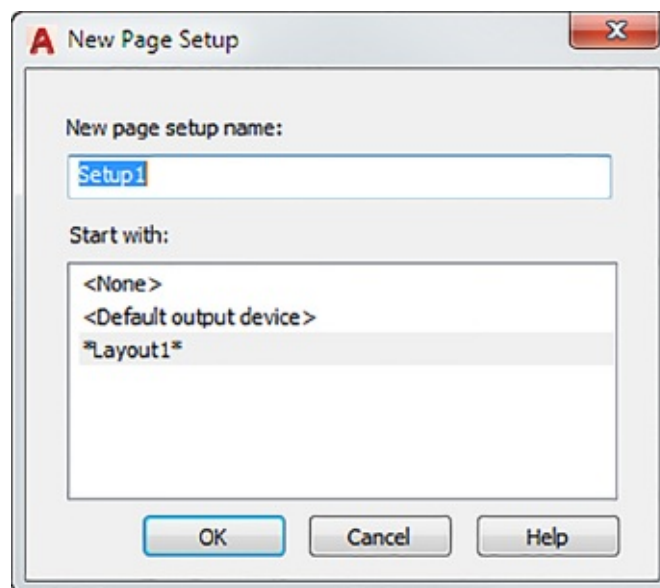 New Page Setup
New page setup name:
Setup1
Start with:
<None>
<Default output device>
*Layout1*
OK Cancel Help